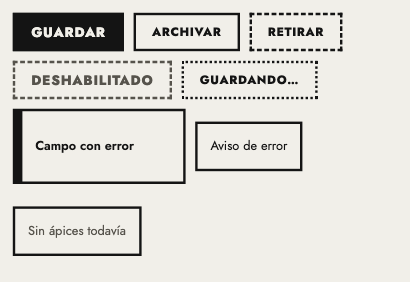 GUARDAR ARCHIVAR RETIRAR
DESHABILITADO GUARDANDO...
Campo con error Aviso de error
Sin ápices todavía